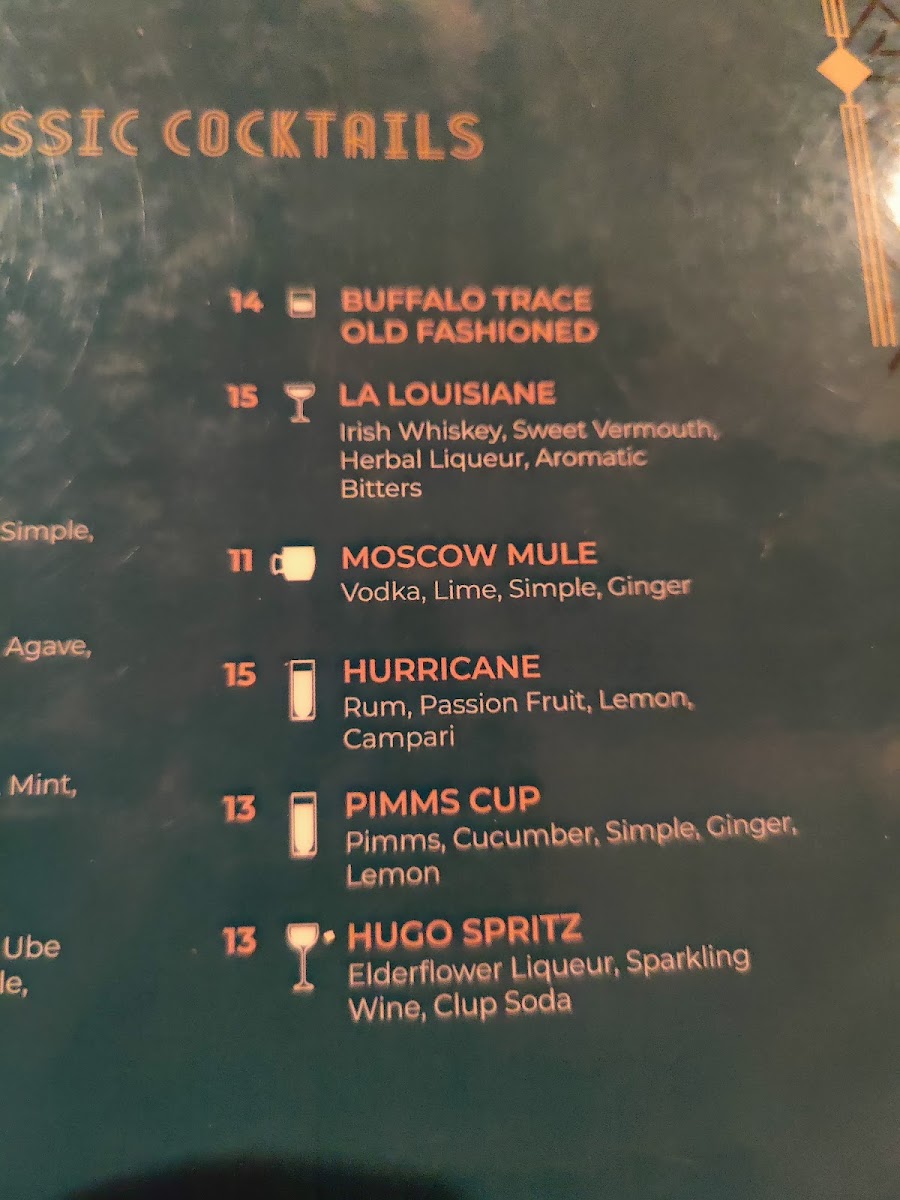 SSIC COCKTAILS
14 BUFFALO TRACE
OLD FASHIONED
15 LA LOUISIANE
Irish Whiskey, Sweet Vermouth,
Herbal Liqueur, Aromatic
Bitters
Simple,
11 MOSCOW MULE
Vodka, Lime, Simple, Ginger
Agave,
15 HURRICANE
Rum, Passion Fruit, Lemon,
Campari
Mint,
13 PIMMS CUP
Pimms, Cucumber, Simple, Ginger,
Lemon
Ube
le,
13 HUGO SPRITZ
Elderflower Liqueur, Sparkling
Wine, Clup Soda